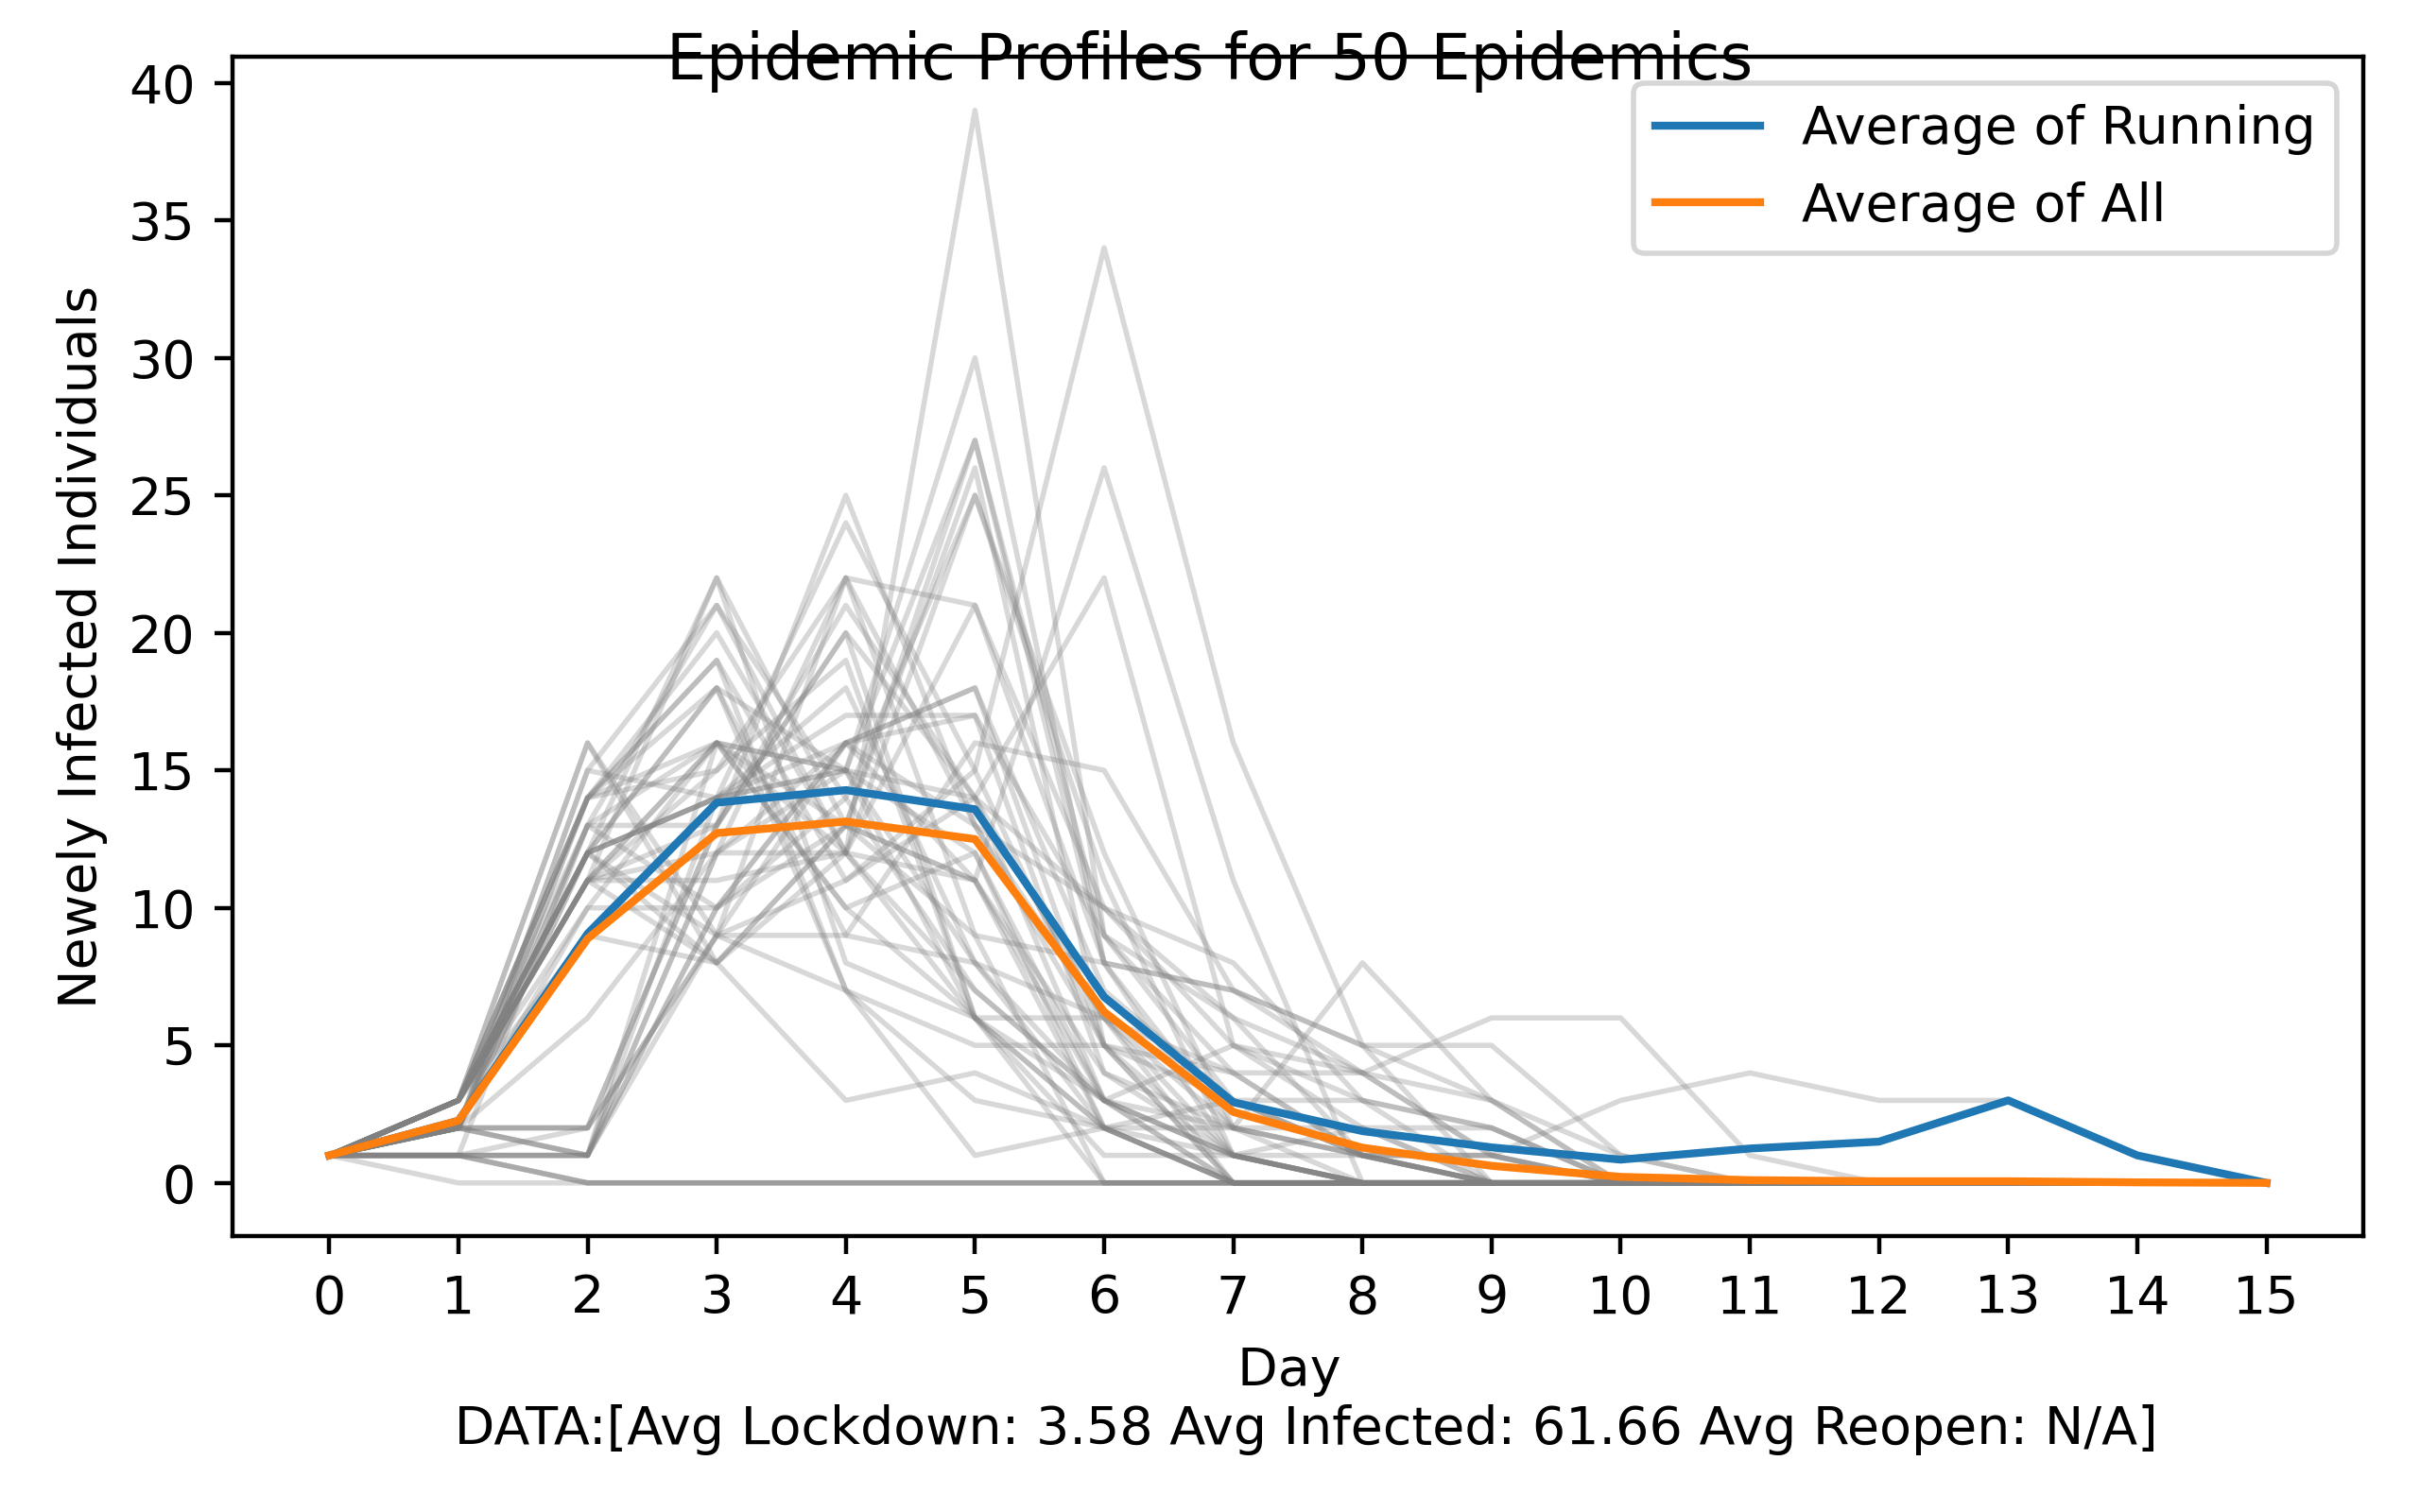 Epidemic Profiles for 50 Epidemics
Average of Running
Average of All
Newely Infected Individuals
40
35
30
25
20
15
10
5
0
0 1 2 3 4 5 6 7 8 9 10 11 12 13 14 15
Day
DATA:[Avg Lockdown: 3.58 Avg Infected: 61.66 Avg Reopen: N/A]